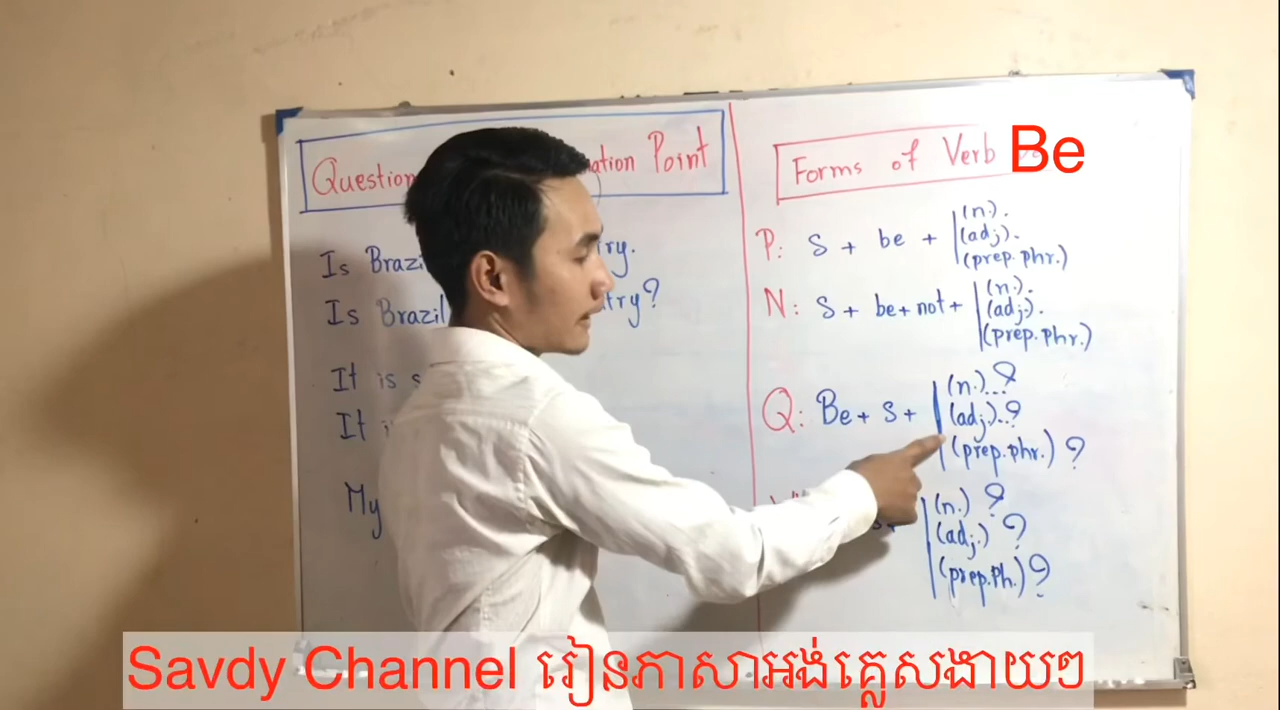 Question
Point
Is Brazil
try.
Is Brazil
try?
It is s
It i
My
Forms of Verb Be
P: S + be + (n.).
(adj).
(prep. phr.)
N: S + be + not + (n.).
(adj.).
(prep. phr.)
Q: Be + S + (n.)...?
(adj.)..?
(prep. phr.) ?
(n.) ?
(adj.) ?
(prep. ph.) ?
Savdy Channel រៀនភាសាអង់គ្លេសងាយៗ